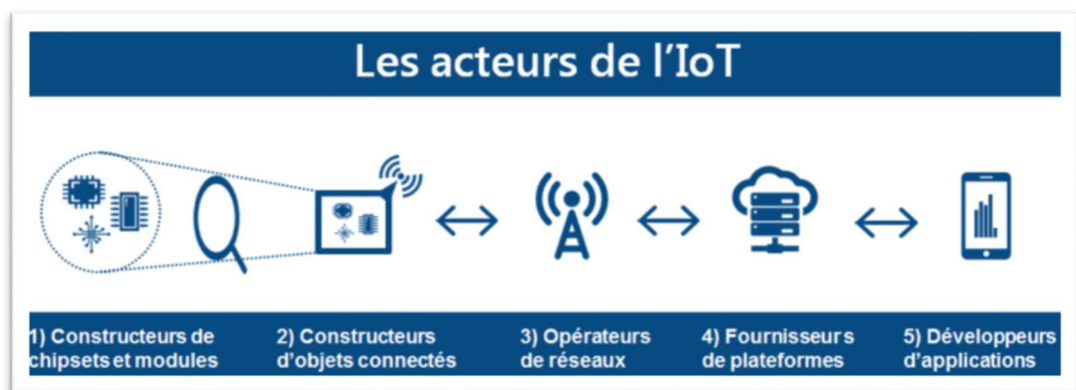 Les acteurs de l'IoT
1) Constructeurs de
chipsets et modules
2) Constructeurs
d'objets connectés
3) Opérateurs
de réseaux
4) Fournisseurs
de plateformes
5) Développeurs
d'applications